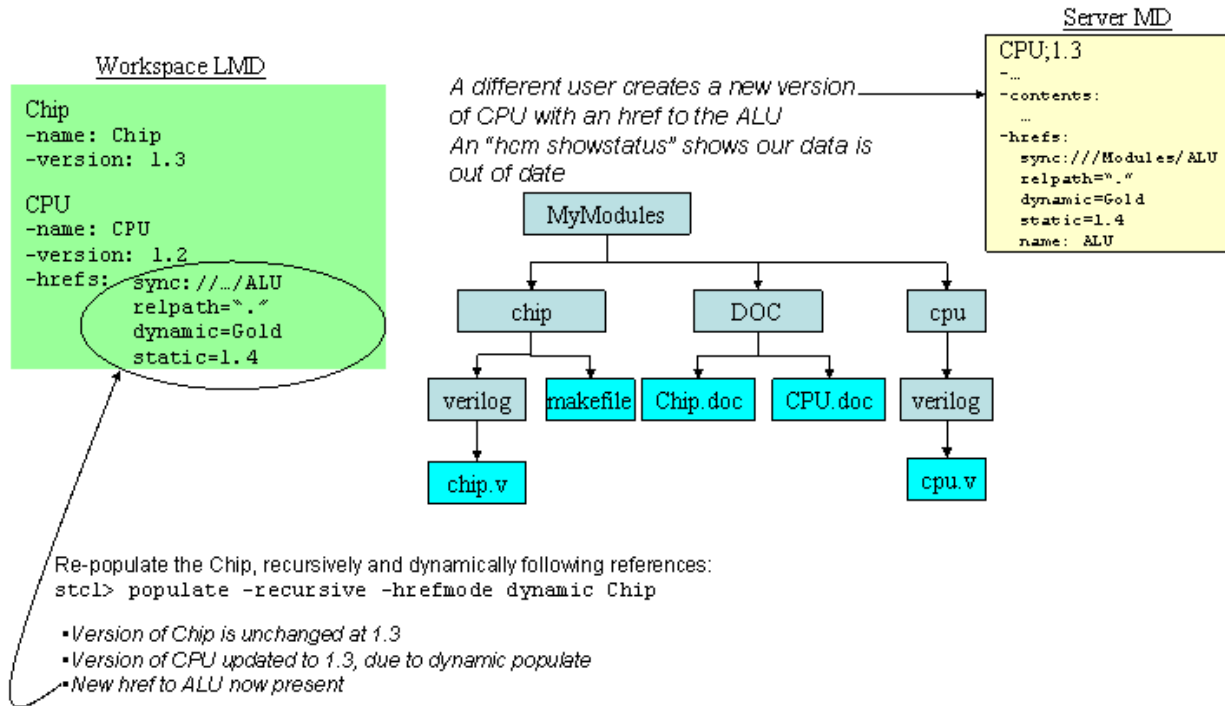 Server MD
CPU;1.3
-…
-contents:
…
-hrefs:
sync:///Modules/ALU
relpath=“.”
dynamic=Gold
static=1.4
name: ALU
Workspace LMD
Chip
-name: Chip
-version: 1.3
CPU
-name: CPU
-version: 1.2
-hrefs: sync://…/ALU
relpath=“.”
dynamic=Gold
static=1.4
A different user creates a new version
of CPU with an href to the ALU
An “hcm showstatus” shows our data is
out of date
MyModules
chip DOC cpu
verilog makefile Chip.doc CPU.doc verilog
chip.v cpu.v
Re-populate the Chip, recursively and dynamically following references:
stcl> populate -recursive -hrefmode dynamic Chip
▪Version of Chip is unchanged at 1.3
▪Version of CPU updated to 1.3, due to dynamic populate
▪New href to ALU now present